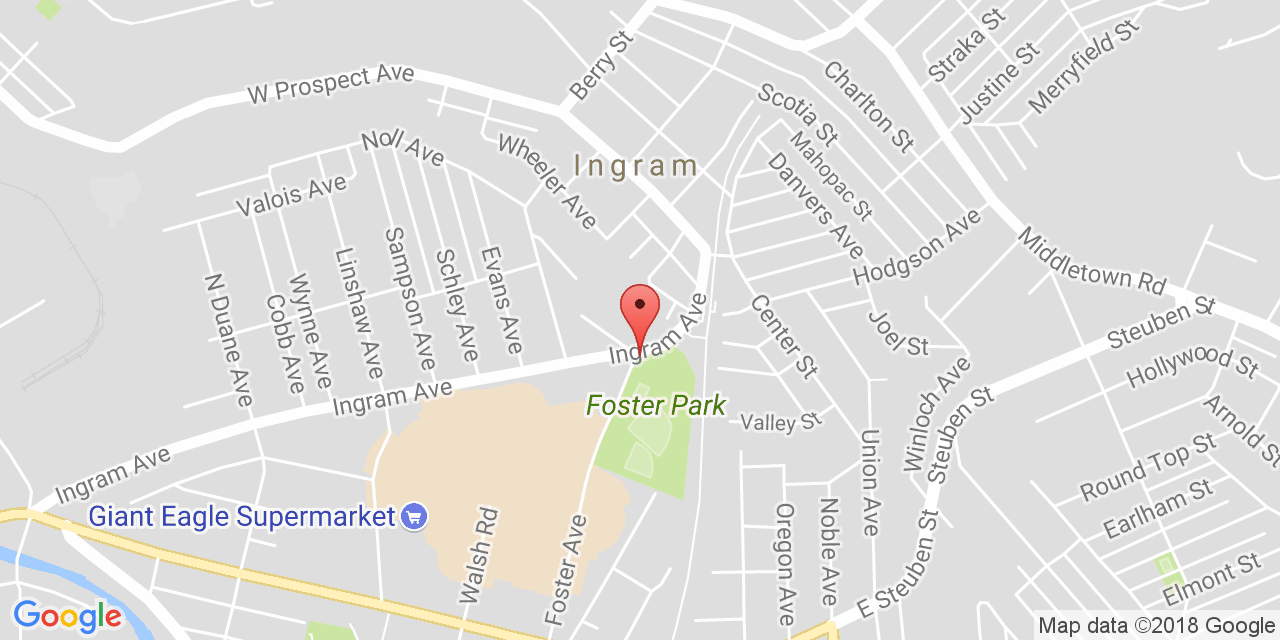 Straka St
Merryfield St
Justine St
Berry St
W Prospect Ave
Charlton St
Scotia St
Noll Ave
Wheeler Ave
Ingram
Mahopac St
Danvers Ave
Valois Ave
Hodgson Ave
Middletown Rd
N Duane Ave
Cobb Ave
Wynne Ave
Linshaw Ave
Sampson Ave
Schley Ave
Evans Ave
Ingram Ave
Center St
Joel St
Steuben St
Hollywood St
Ingram Ave
Foster Park
Valley St
Winloch Ave
Steuben St
Arnold St
Ingram Ave
Union Ave
Round Top St
Earlham St
Giant Eagle Supermarket
Walsh Rd
Foster Ave
Oregon Ave
Noble Ave
E Steuben St
Elmont St
Google
Map data ©2018 Google